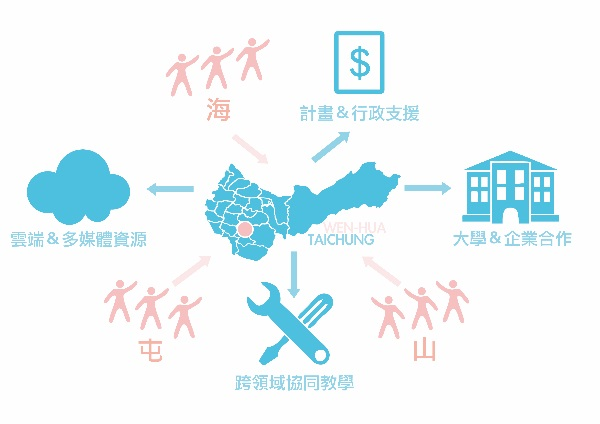 $
海
計畫＆行政支援
雲端＆多媒體資源
WEN-HUA
TAICHUNG
大學＆企業合作
屯
山
跨領域協同教學